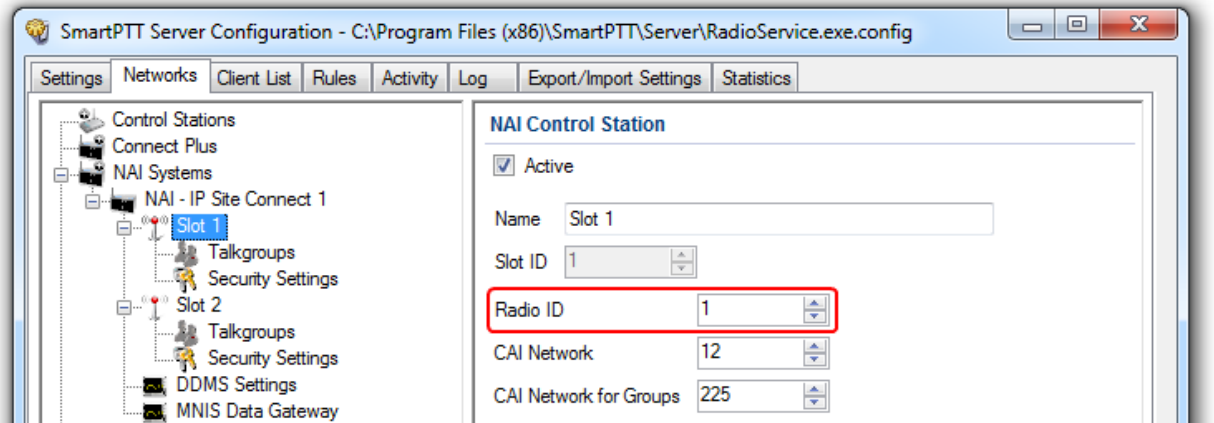 SmartPTT Server Configuration - C:\Program Files (x86)\SmartPTT\Server\RadioService.exe.config
Settings Networks Client List Rules Activity Log Export/Import Settings Statistics
Control Stations
Connect Plus
NAI Systems
NAI - IP Site Connect 1
Slot 1
Talkgroups
Security Settings
Slot 2
Talkgroups
Security Settings
DDMS Settings
MNIS Data Gateway
NAI Control Station
Active
Name Slot 1
Slot ID 1
Radio ID 1
CAI Network 12
CAI Network for Groups 225